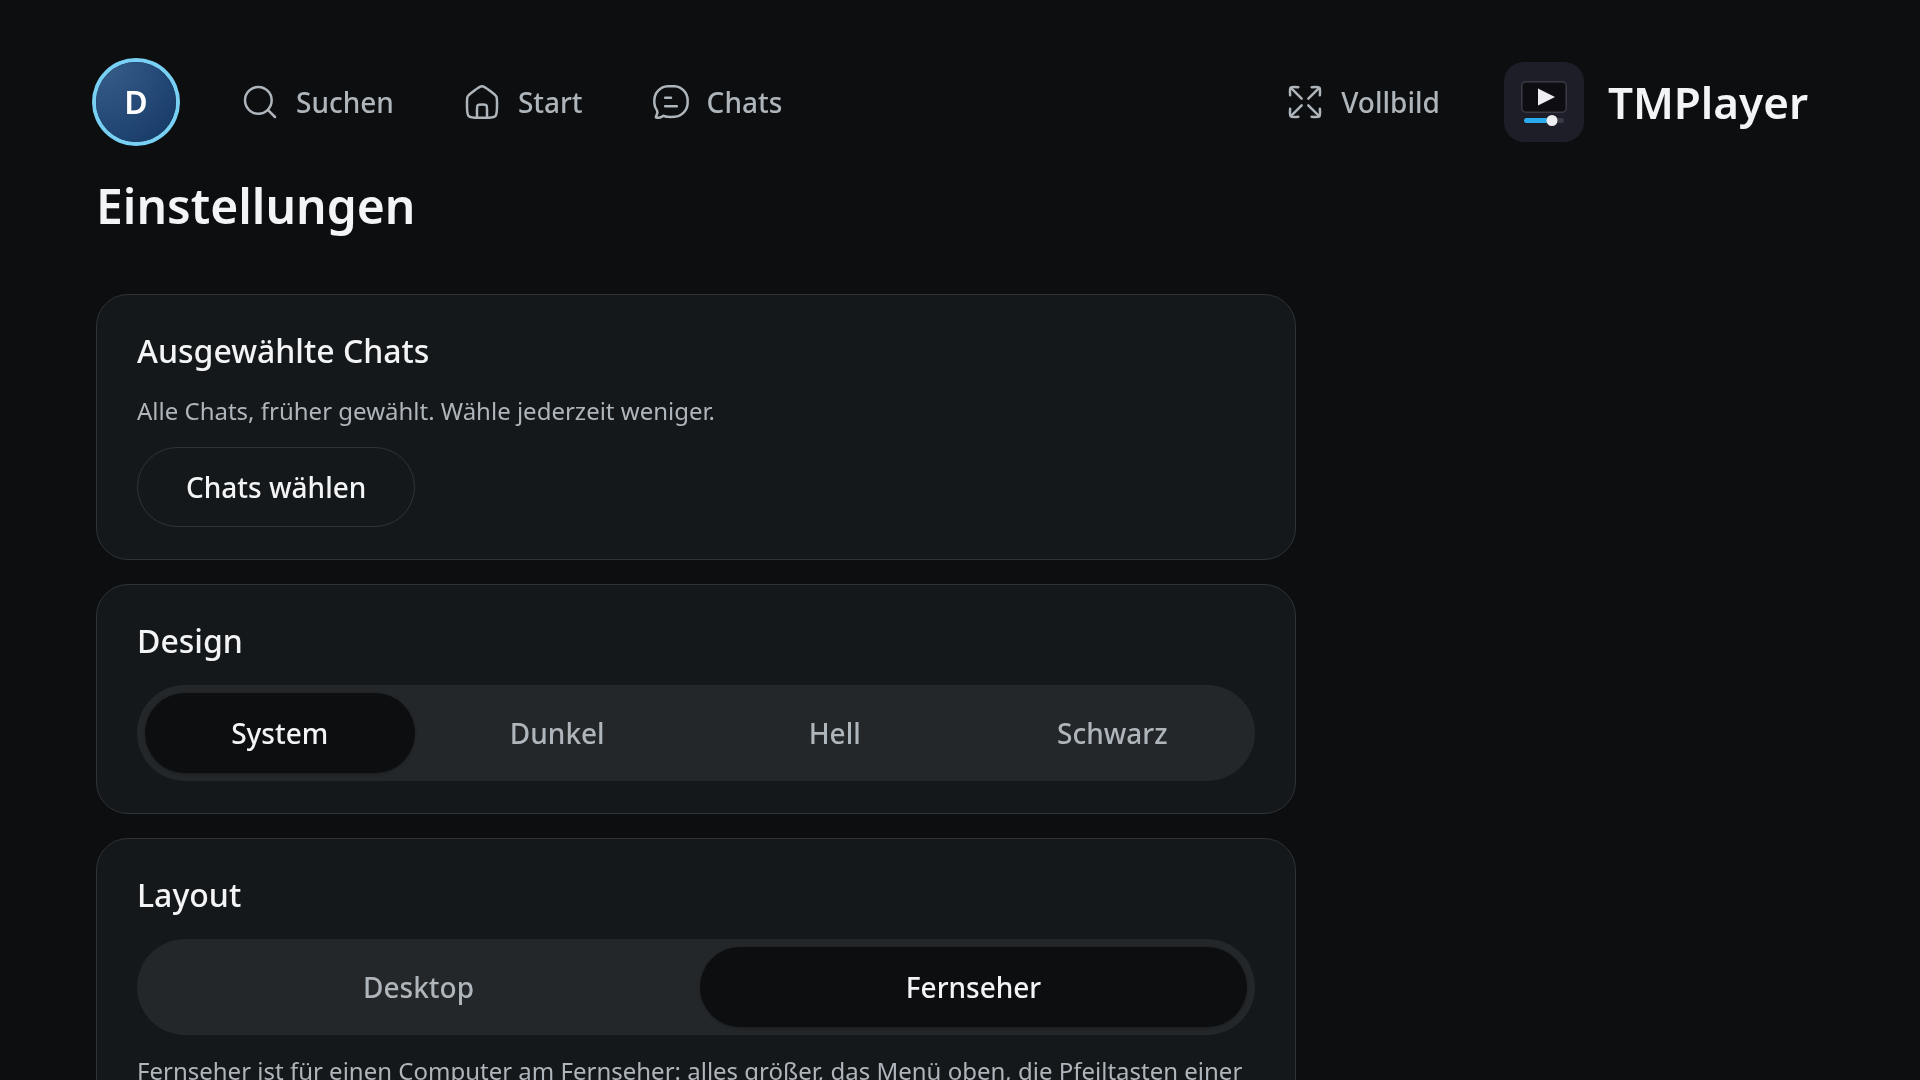 D
Suchen
Start
Chats
Vollbild
TMPlayer
Einstellungen
Ausgewählte Chats
Alle Chats, früher gewählt. Wähle jederzeit weniger.
Chats wählen
Design
System
Dunkel
Hell
Schwarz
Layout
Desktop
Fernseher
Fernseher ist für einen Computer am Fernseher: alles größer, das Menü oben, die Pfeiltasten einer